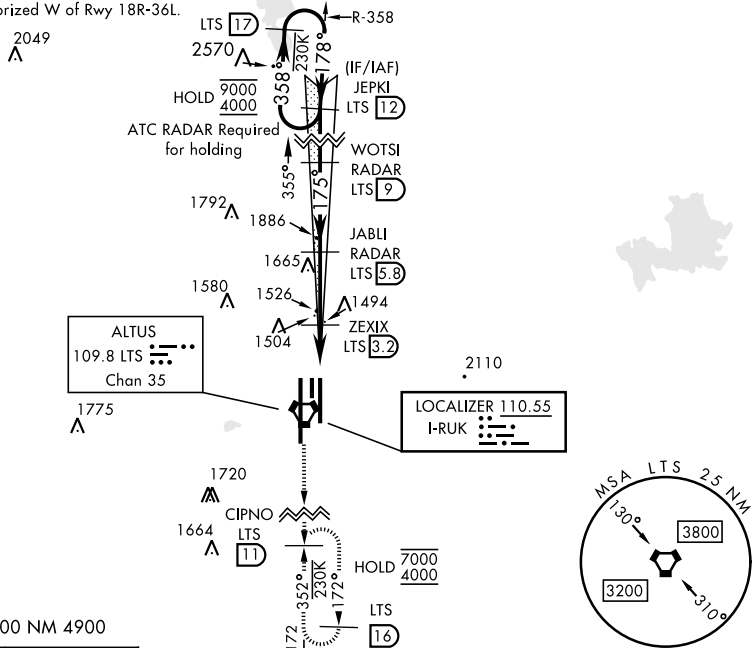 orized W of Rwy 18R-36L.
2049
LTS 17
R-358
2570
230K
178°
358°
(IF/IAF)
JEPKI
LTS 12
HOLD 9000
4000
ATC RADAR Required
for holding
355°
175°
WOTSI
RADAR
LTS 9
1792
1886
JABLI
RADAR
LTS 5.8
1665
1580
1526
1494
1504
ZEXIX
LTS 3.2
ALTUS
109.8 LTS
Chan 35
2110
LOCALIZER 110.55
I-RUK
1775
1720
CIPNO
LTS
11
1664
HOLD 7000
4000
352°
230K
172°
LTS
16
172
MSA LTS 25 NM
130°
3800
3200
310°
00 NM 4900